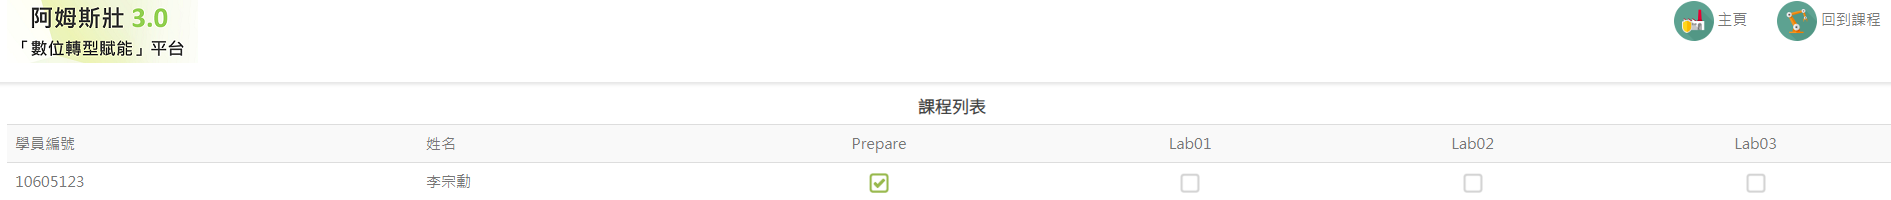 阿姆斯壯 3.0
「數位轉型賦能」平台
主頁 回到課程
課程列表
學員編號 姓名 Prepare Lab01 Lab02 Lab03
10605123 李宗勳